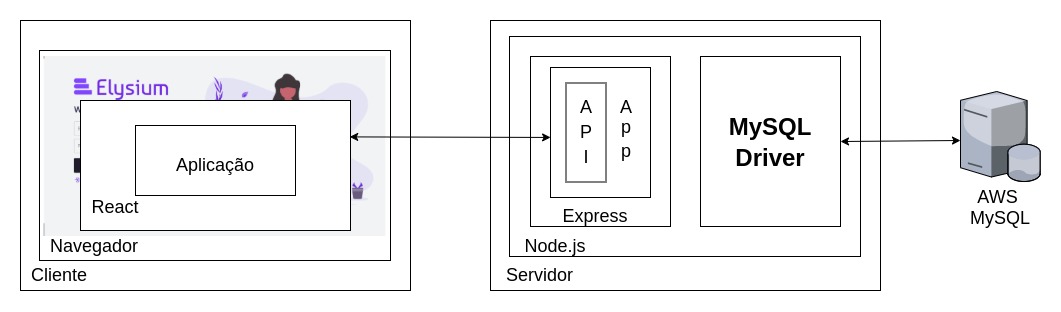 Elysium
W
Aplicação
React
Navegador
Cliente
A
P
I
A
p
p
Express
Node.js
Servidor
MySQL
Driver
AWS
MySQL